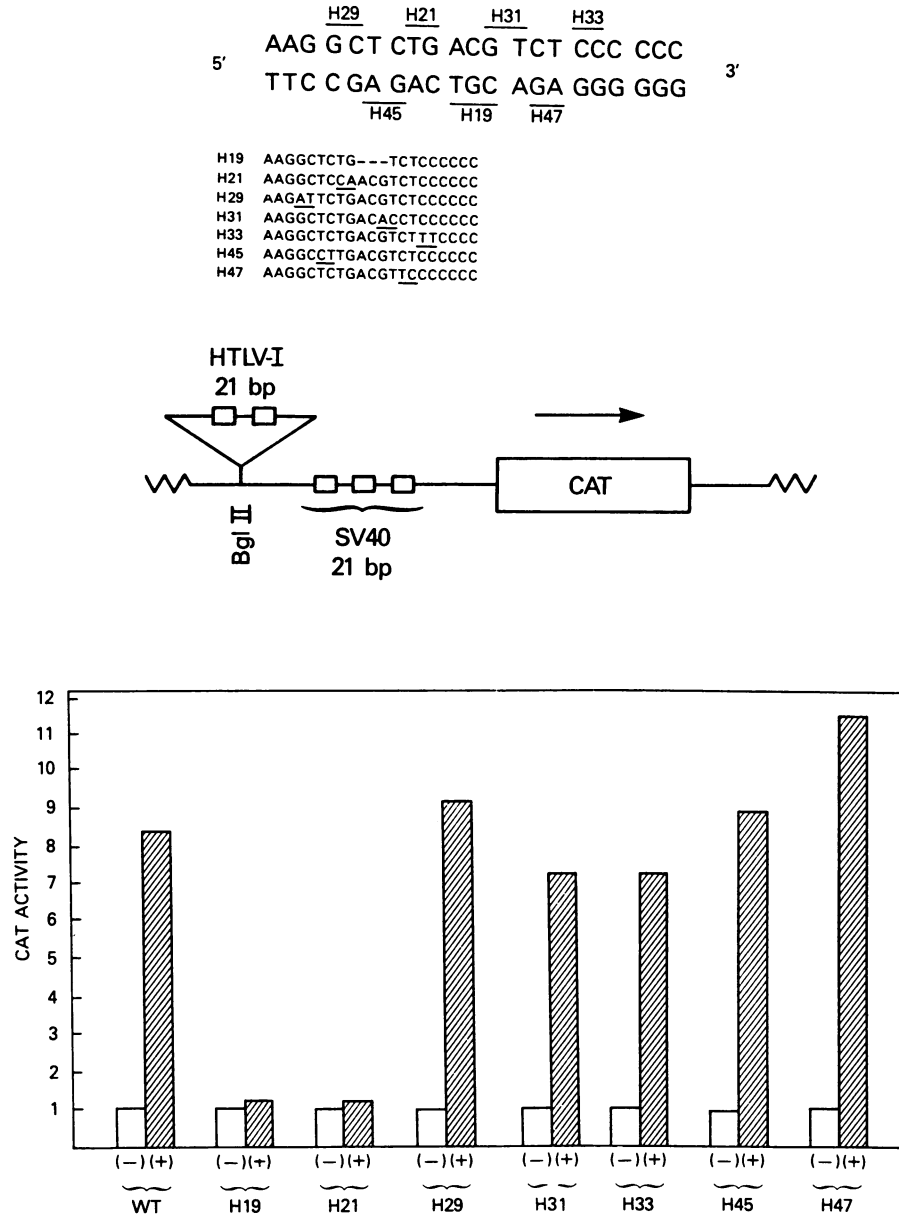 H29 H21 H31 H33
5' AAG GCT CTG ACG TCT CCC CCC
TTC CGA GAC TGC AGA GGG GGG 3'
H45 H19 H47
H19 AAGGCTCTG---TCTCCCCCC
H21 AAGGCTCCAACGTCTCCCCCC
H29 AAGATTCTGACGTCTCCCCCC
H31 AAGGCTCTGACACCTCCCCCC
H33 AAGGCTCTGACGTCTTTCCCC
H45 AAGGCCTTGACGTCTCCCCCC
H47 AAGGCTCTGACGTTCCCCCCC
HTLV-I
21 bp
CAT
Bgl II
SV40
21 bp
CAT ACTIVITY
12
11
10
9
8
7
6
5
4
3
2
1
(−)(+) (−)(+) (−)(+) (−)(+) (−)(+) (−)(+) (−)(+) (−)(+)
WT H19 H21 H29 H31 H33 H45 H47